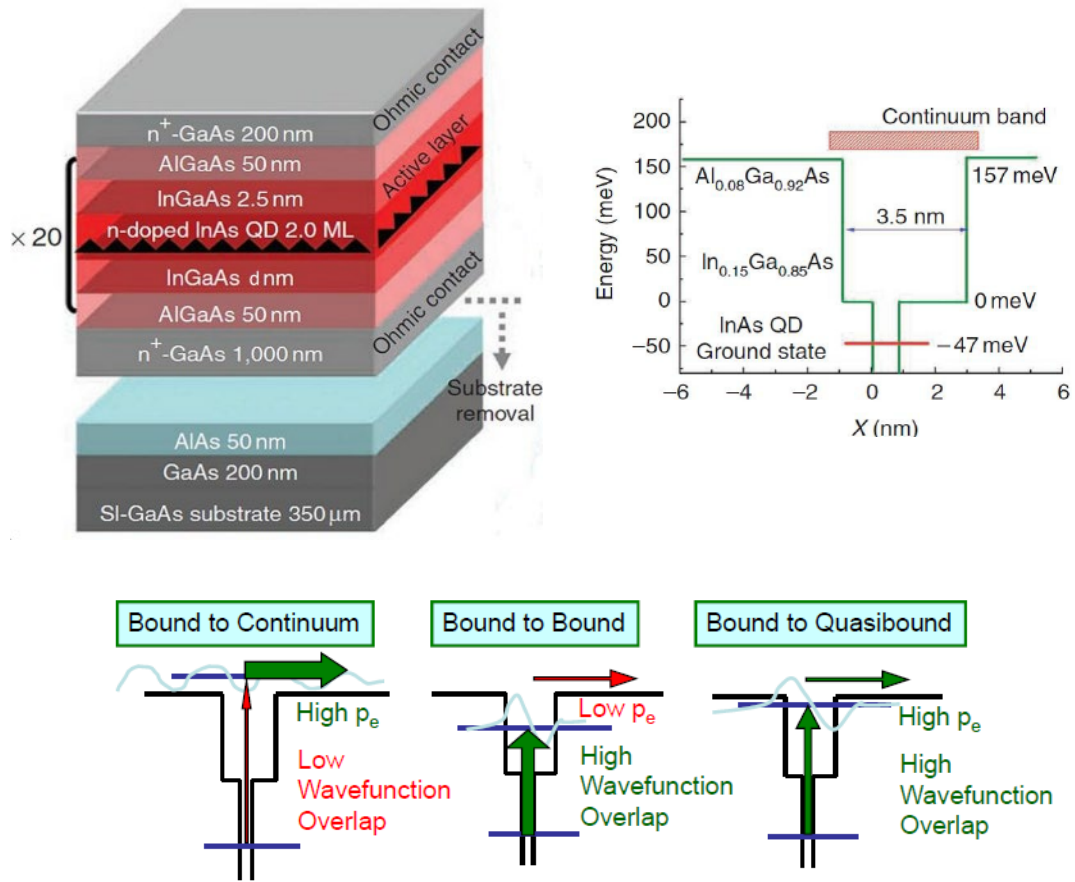 n⁺-GaAs 200 nm
AlGaAs 50 nm
InGaAs 2.5 nm
n-doped InAs QD 2.0 ML
InGaAs d nm
AlGaAs 50 nm
n⁺-GaAs 1,000 nm
× 20
Ohmic contact
Active layer
Ohmic contact
Substrate
removal
AlAs 50 nm
GaAs 200 nm
SI-GaAs substrate 350 µm
Continuum band
Energy (meV)
200
150
100
50
0
−50
Al₀.₀₈Ga₀.₉₂As
157 meV
3.5 nm
In₀.₁₅Ga₀.₈₅As
0 meV
InAs QD
Ground state
−47 meV
−6 −4 −2 0 2 4 6
X (nm)
Bound to Continuum
High pₑ
Low
Wavefunction
Overlap
Bound to Bound
Low pₑ
High
Wavefunction
Overlap
Bound to Quasibound
High pₑ
High
Wavefunction
Overlap